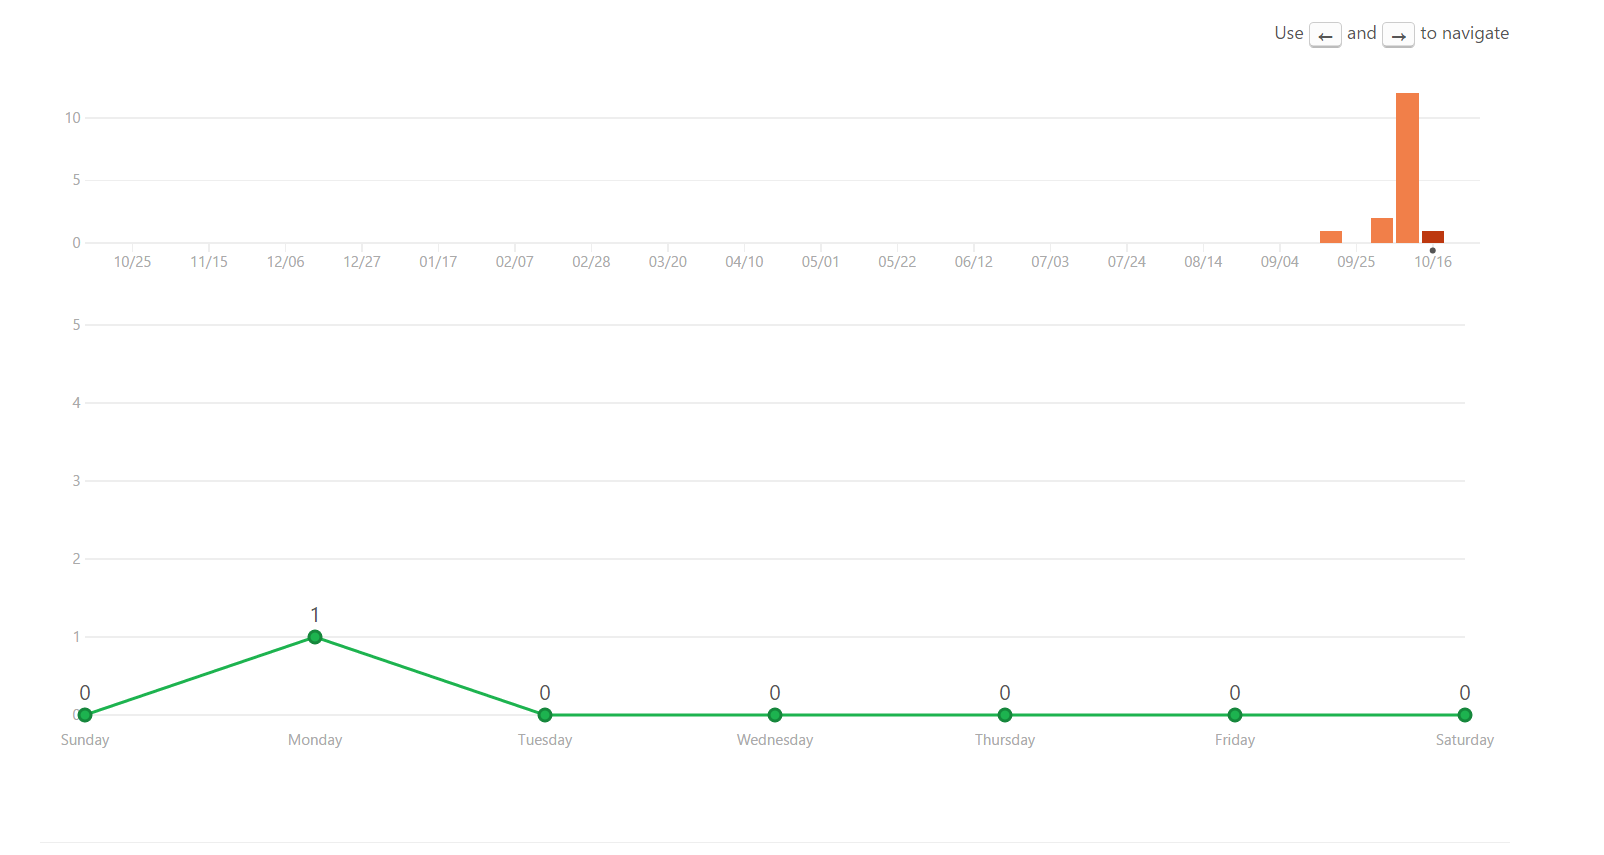 Use ← and → to navigate
10
5
0
10/25 11/15 12/06 12/27 01/17 02/07 02/28 03/20 04/10 05/01 05/22 06/12 07/03 07/24 08/14 09/04 09/25 10/16
5
4
3
2
1
1
0 0 0 0 0 0
0
Sunday Monday Tuesday Wednesday Thursday Friday Saturday